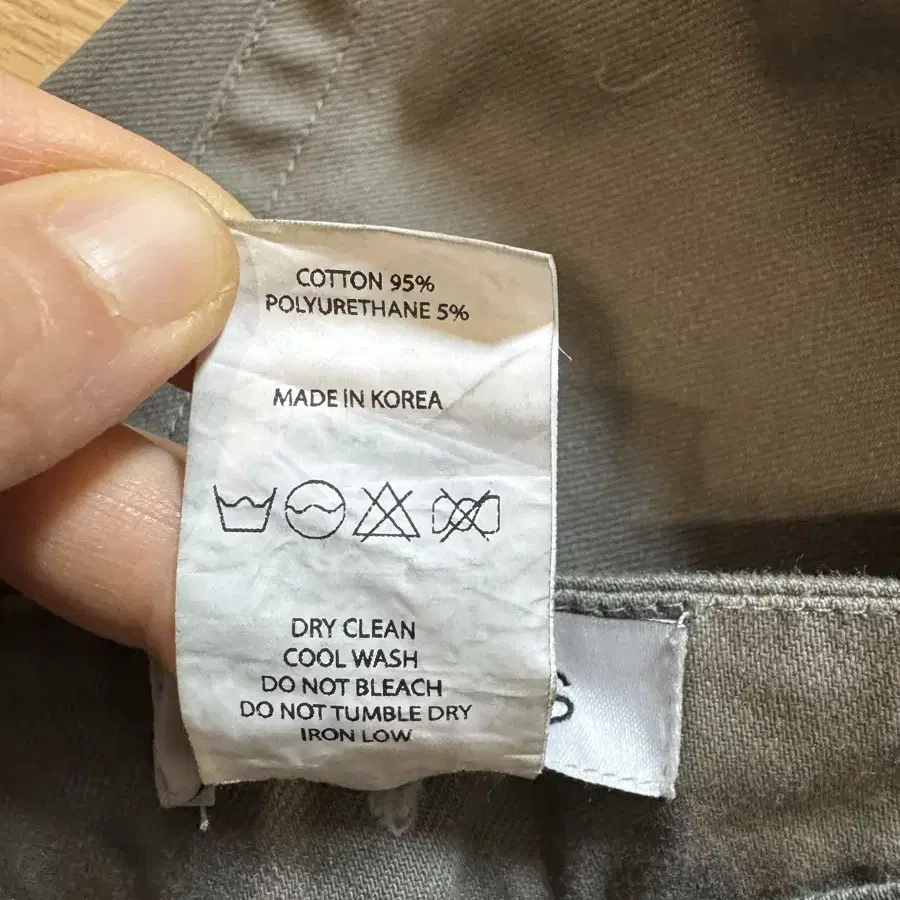 COTTON 95%
POLYURETHANE 5%
MADE IN KOREA
DRY CLEAN
COOL WASH
DO NOT BLEACH
DO NOT TUMBLE DRY
IRON LOW
S